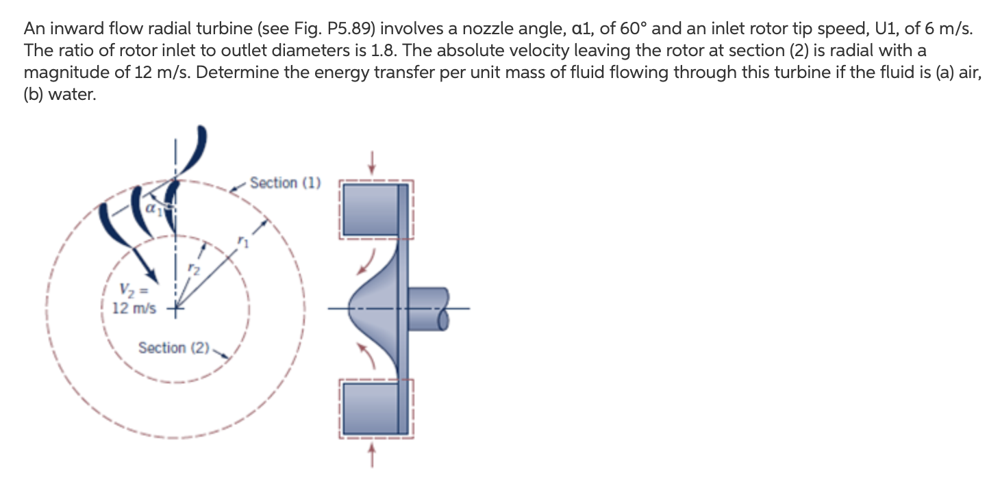 An inward flow radial turbine (see Fig. P5.89) involves a nozzle angle, α1, of 60° and an inlet rotor tip speed, U1, of 6 m/s.
The ratio of rotor inlet to outlet diameters is 1.8. The absolute velocity leaving the rotor at section (2) is radial with a
magnitude of 12 m/s. Determine the energy transfer per unit mass of fluid flowing through this turbine if the fluid is (a) air,
(b) water.
Section (1)
α1
r1
r2
V2 =
12 m/s
Section (2)